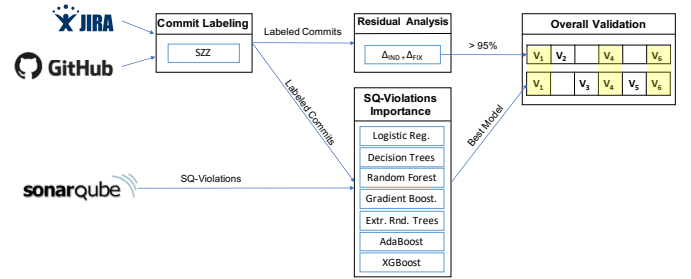 JIRA
GitHub
sonarqube
Commit Labeling
SZZ
Labeled Commits
Labeled Commits
SQ-Violations
Residual Analysis
ΔIND + ΔFIX
> 95%
SQ-Violations
Importance
Logistic Reg.
Decision Trees
Random Forest
Gradient Boost.
Extr. Rnd. Trees
AdaBoost
XGBoost
Best Model
Overall Validation
V1 V2 V4 V6
V1 V3 V4 V5 V6